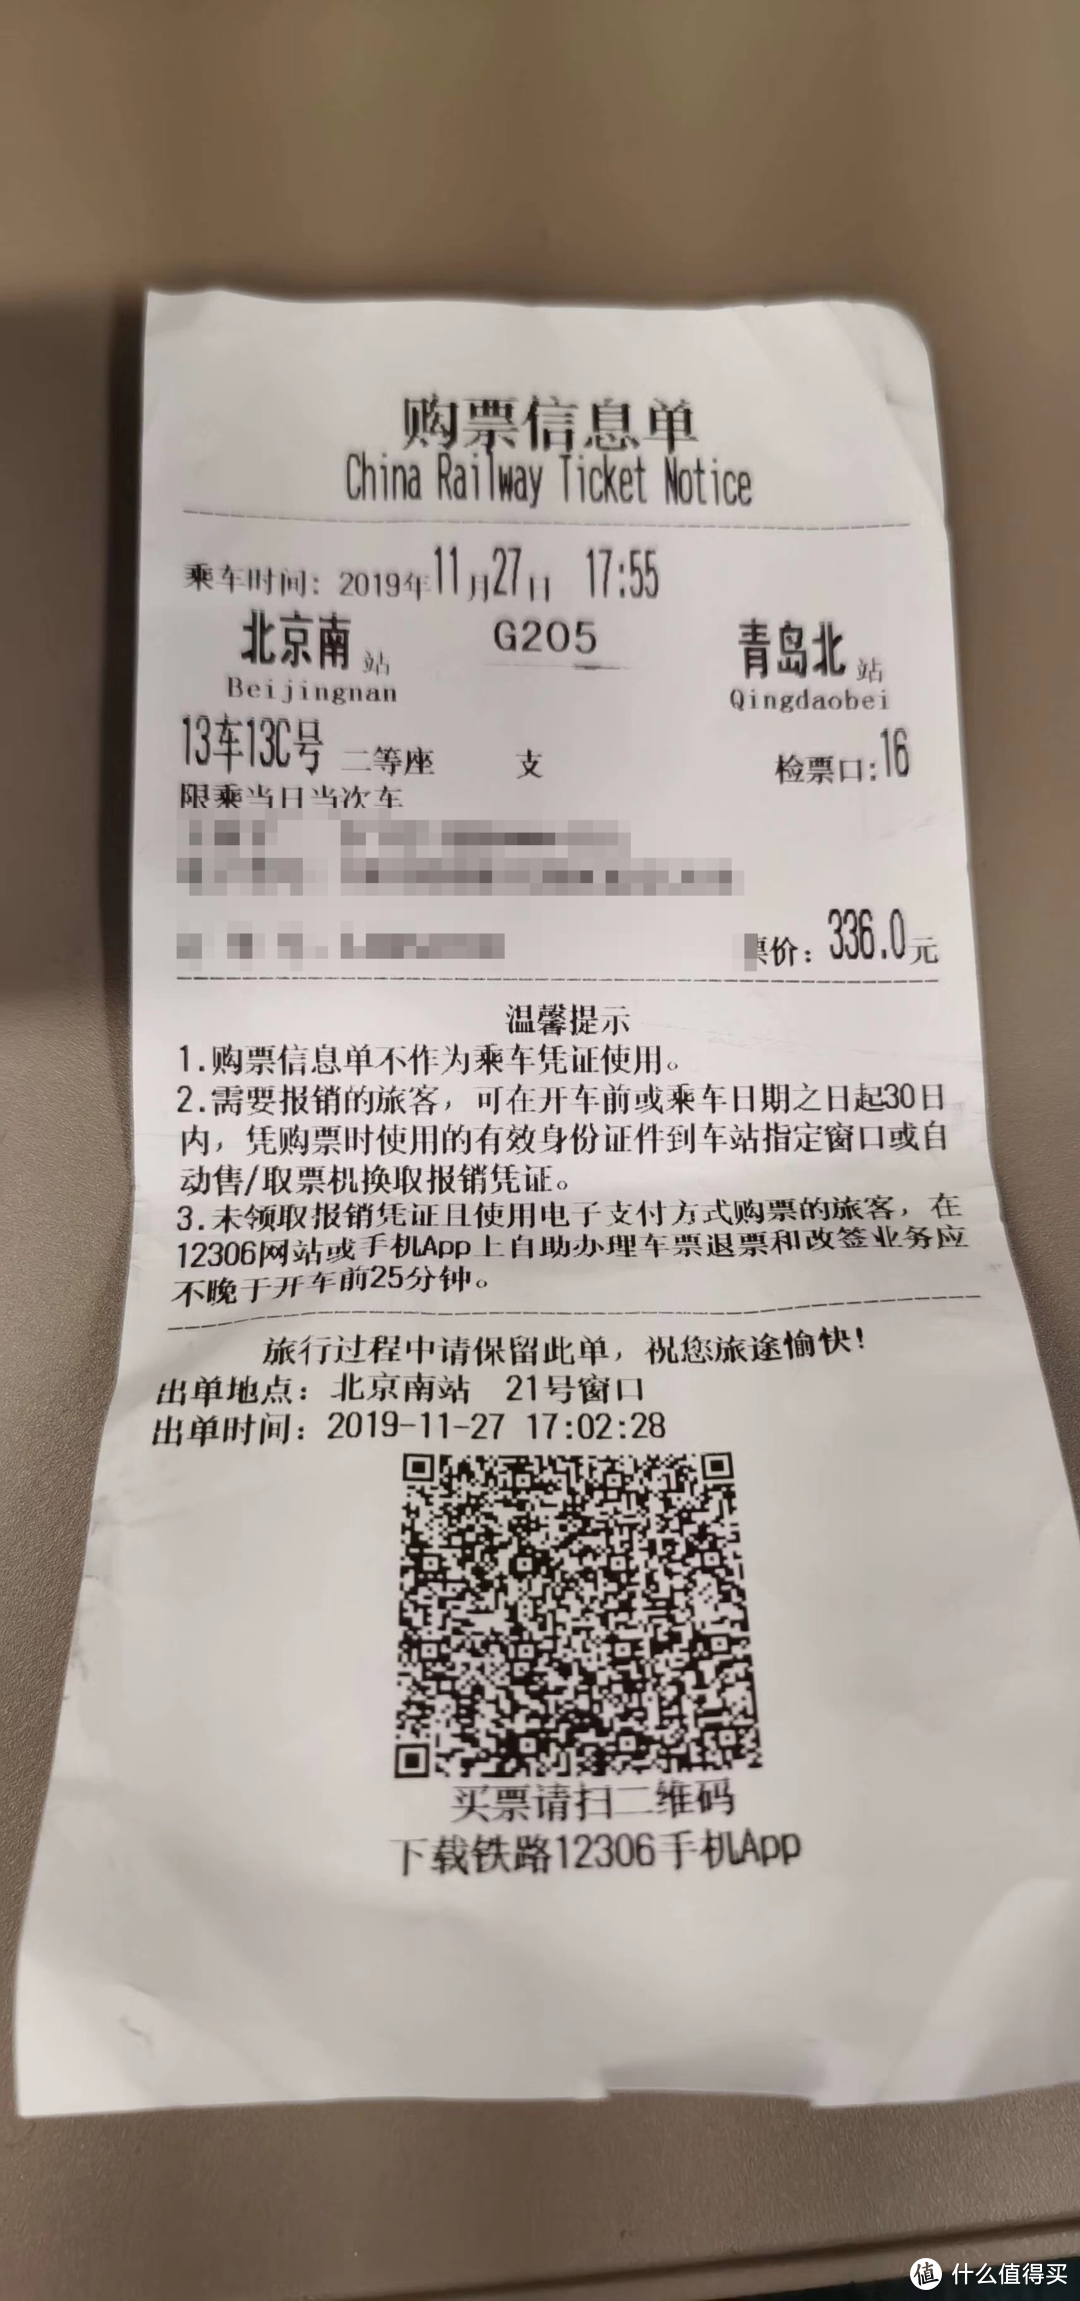 购票信息单
China Railway Ticket Notice
乘车时间：2019年11月27日 17:55
北京南站 G205 青岛北站
Beijingnan Qingdaobei
13车13C号 二等座 支 检票口:16
限乘当日当次车
票价：336.0元
温馨提示
1.购票信息单不作为乘车凭证使用。
2.需要报销的旅客，可在开车前或乘车日期之日起30日
内，凭购票时使用的有效身份证件到车站指定窗口或自
动售/取票机换取报销凭证。
3.未领取报销凭证且使用电子支付方式购票的旅客，在
12306网站或手机App上自助办理车票退票和改签业务应
不晚于开车前25分钟。
旅行过程中请保留此单，祝您旅途愉快！
出单地点：北京南站 21号窗口
出单时间：2019-11-27 17:02:28
买票请扫二维码
下载铁路12306手机App
值 什么值得买